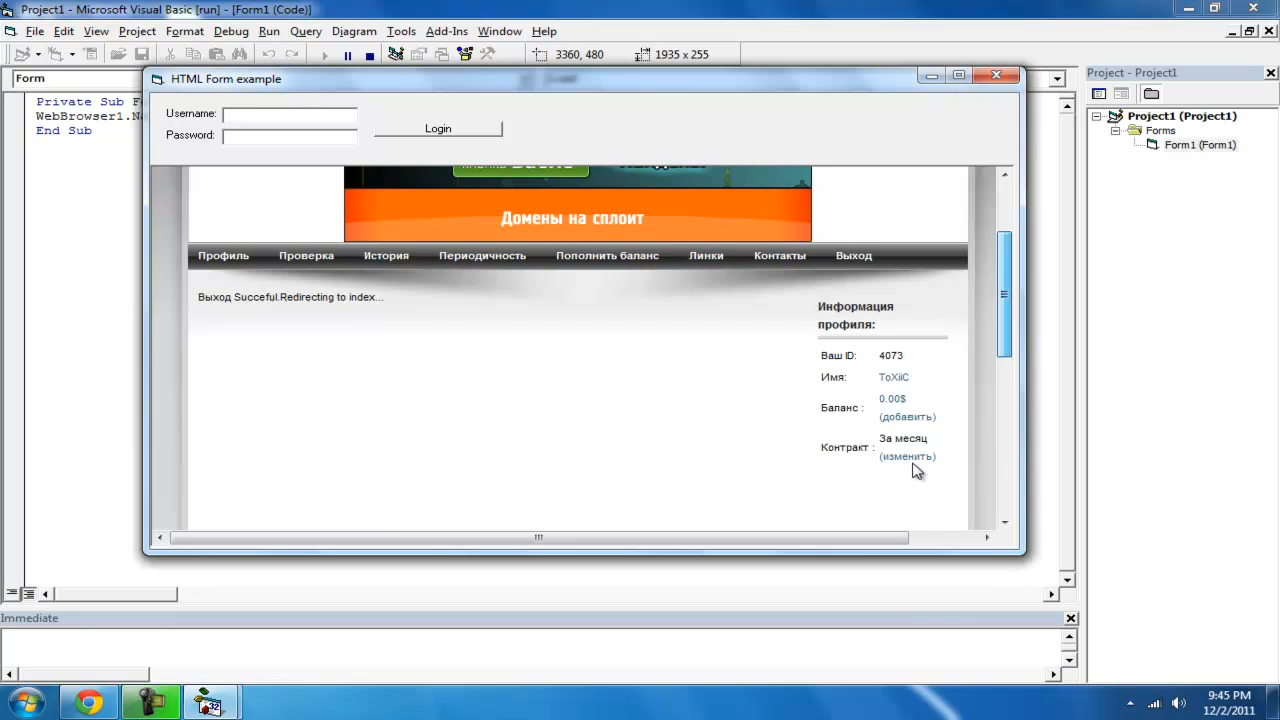 Project1 - Microsoft Visual Basic [run] - [Form1 (Code)]
File Edit View Project Format Debug Run Query Diagram Tools Add-Ins Window Help
3360, 480 1935 x 255
Form
Project - Project1
HTML Form example
Private Sub
WebBrowser1.
End Sub
Username:
Password:
Login
Project1 (Project1)
Forms
Form1 (Form1)
Домены на сплоит
Профиль Проверка История Периодичность Пополнить баланс Линки Контакты Выход
Выход Succeful.Redirecting to index...
Информация
профиля:
Ваш ID: 4073
Имя: ToXiiC
Баланс : 0.00$
(добавить)
Контракт : За месяц
(изменить)
Immediate
32
9:45 PM
12/2/2011